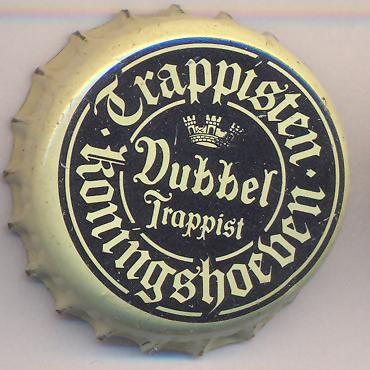 Trappisten
Dubbel
Trappist
· Koningshoeven ·